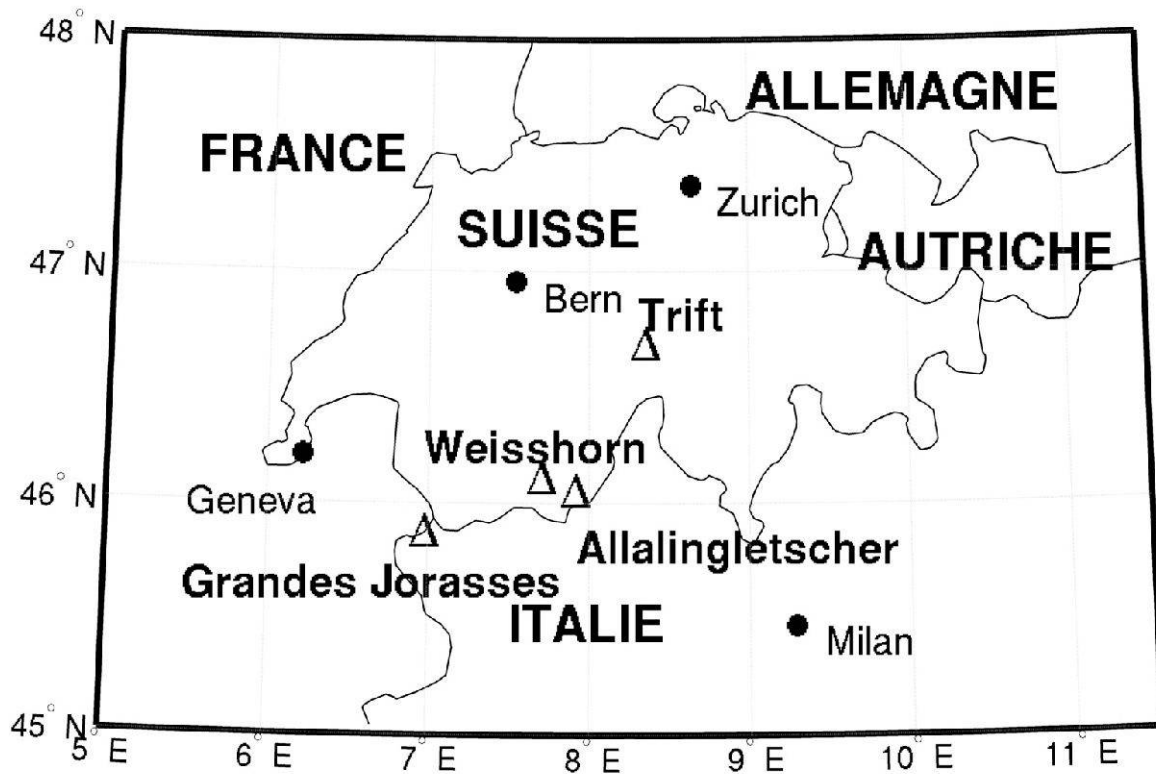 48° N
ALLEMAGNE
FRANCE
Zurich
SUISSE
47° N
AUTRICHE
Bern
Trift
Weisshorn
46° N
Geneva
Allalingletscher
Grandes Jorasses
ITALIE
Milan
45° N
5° E 6° E 7° E 8° E 9° E 10° E 11° E